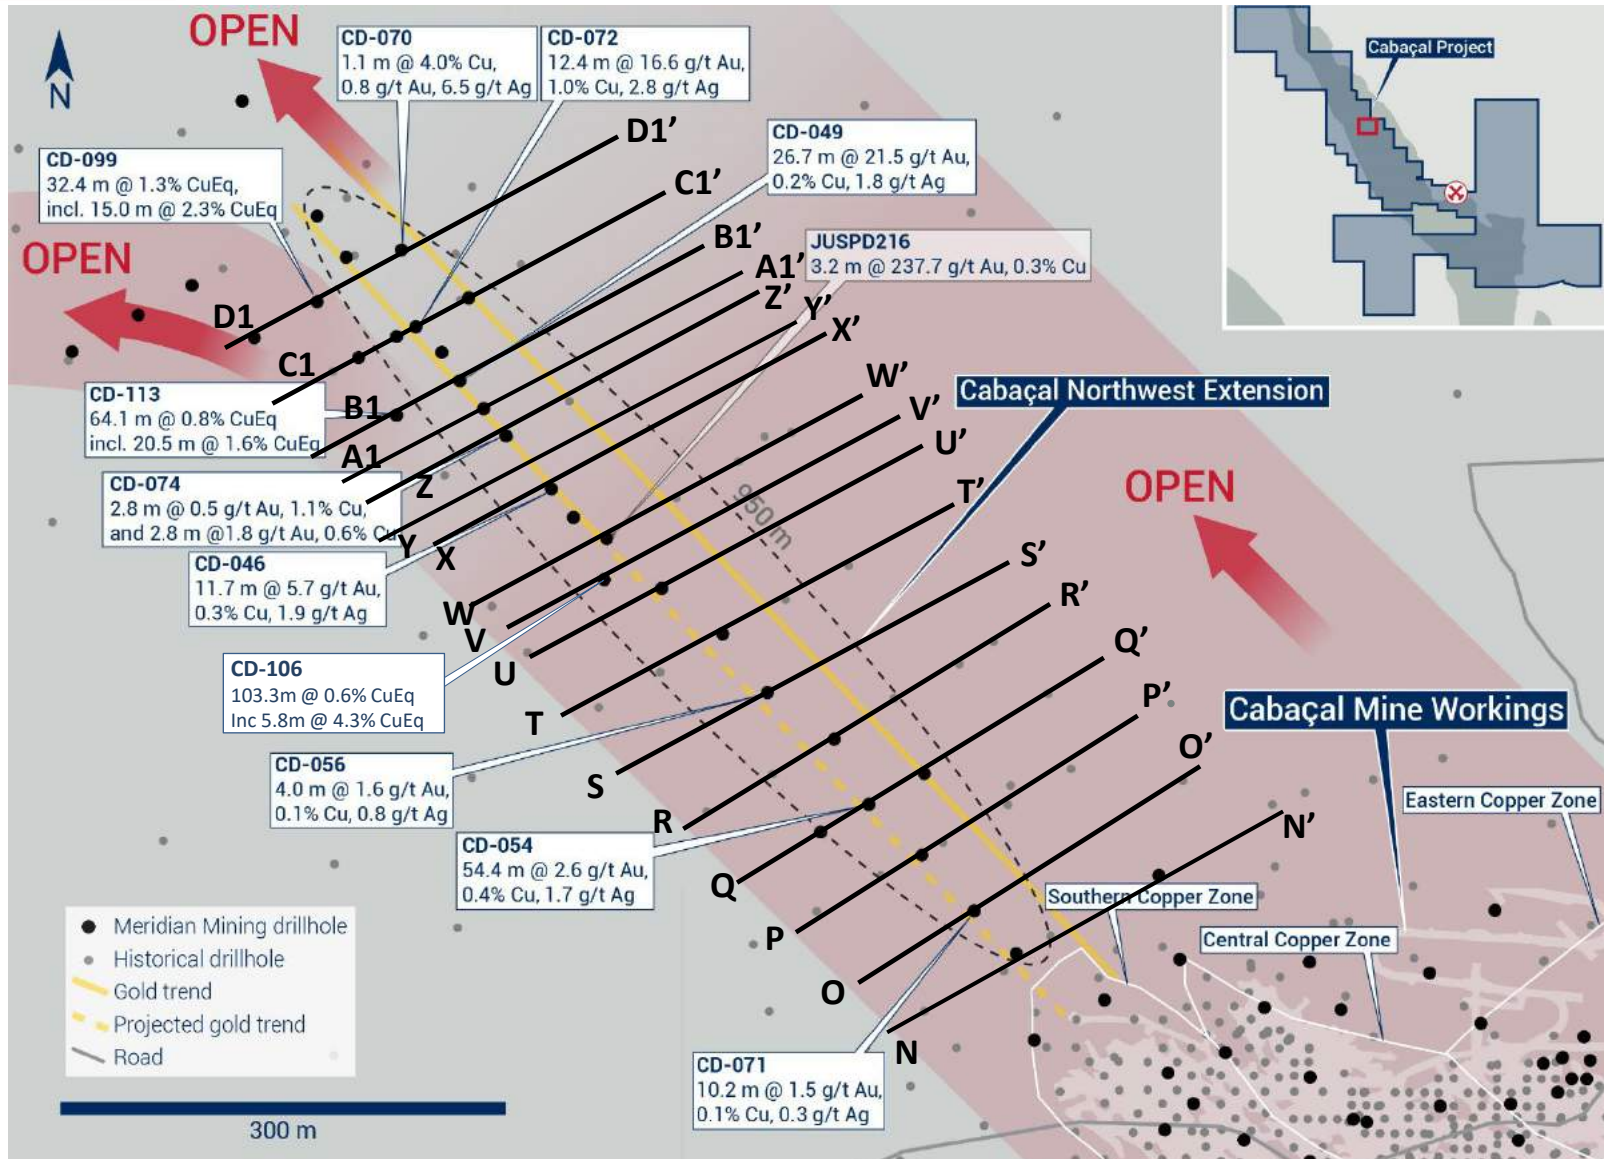 OPEN
N
CD-070
1.1 m @ 4.0% Cu,
0.8 g/t Au, 6.5 g/t Ag
CD-072
12.4 m @ 16.6 g/t Au,
1.0% Cu, 2.8 g/t Ag
Cabaçal Project
CD-099
32.4 m @ 1.3% CuEq,
incl. 15.0 m @ 2.3% CuEq
CD-049
26.7 m @ 21.5 g/t Au,
0.2% Cu, 1.8 g/t Ag
D1’
C1’
B1’
A1’
Z’
Y’
X’
W’
V’
U’
T’
S’
R’
Q’
P’
O’
N’
JUSPD216
3.2 m @ 237.7 g/t Au, 0.3% Cu
OPEN
D1
C1
B1
A1
Z
Y
X
W
V
U
T
S
R
Q
P
O
N
CD-113
64.1 m @ 0.8% CuEq
incl. 20.5 m @ 1.6% CuEq
Cabaçal Northwest Extension
CD-074
2.8 m @ 0.5 g/t Au, 1.1% Cu,
and 2.8 m @1.8 g/t Au, 0.6% Cu
950 m
OPEN
CD-046
11.7 m @ 5.7 g/t Au,
0.3% Cu, 1.9 g/t Ag
CD-106
103.3m @ 0.6% CuEq
Inc 5.8m @ 4.3% CuEq
Cabaçal Mine Workings
CD-056
4.0 m @ 1.6 g/t Au,
0.1% Cu, 0.8 g/t Ag
Eastern Copper Zone
CD-054
54.4 m @ 2.6 g/t Au,
0.4% Cu, 1.7 g/t Ag
Southern Copper Zone
Central Copper Zone
Meridian Mining drillhole
Historical drillhole
Gold trend
Projected gold trend
Road
CD-071
10.2 m @ 1.5 g/t Au,
0.1% Cu, 0.3 g/t Ag
300 m